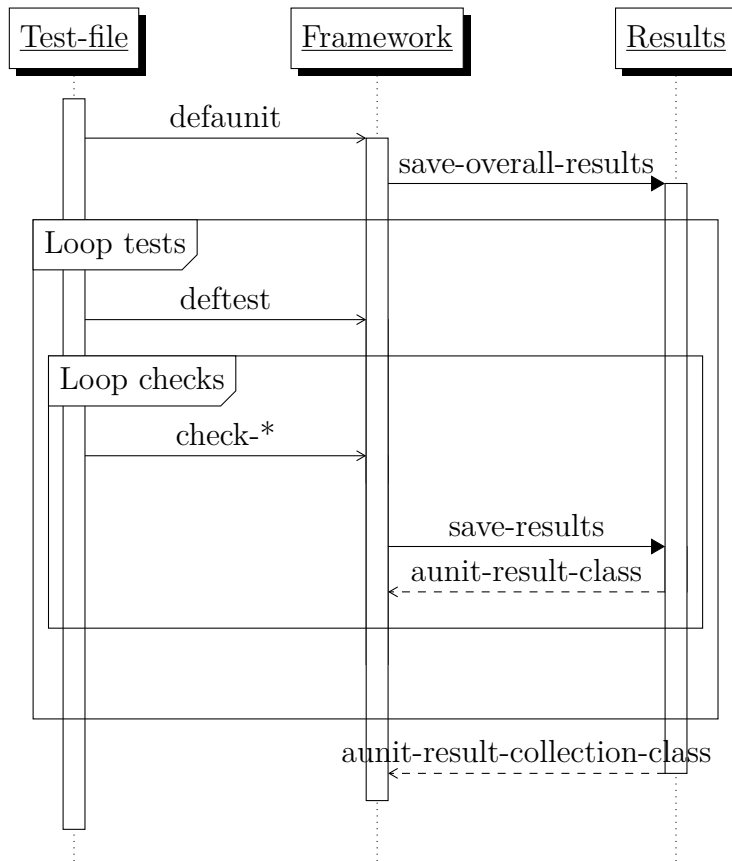 Test-file
Framework
Results
defaunit
save-overall-results
Loop tests
deftest
Loop checks
check-*
save-results
aunit-result-class
aunit-result-collection-class